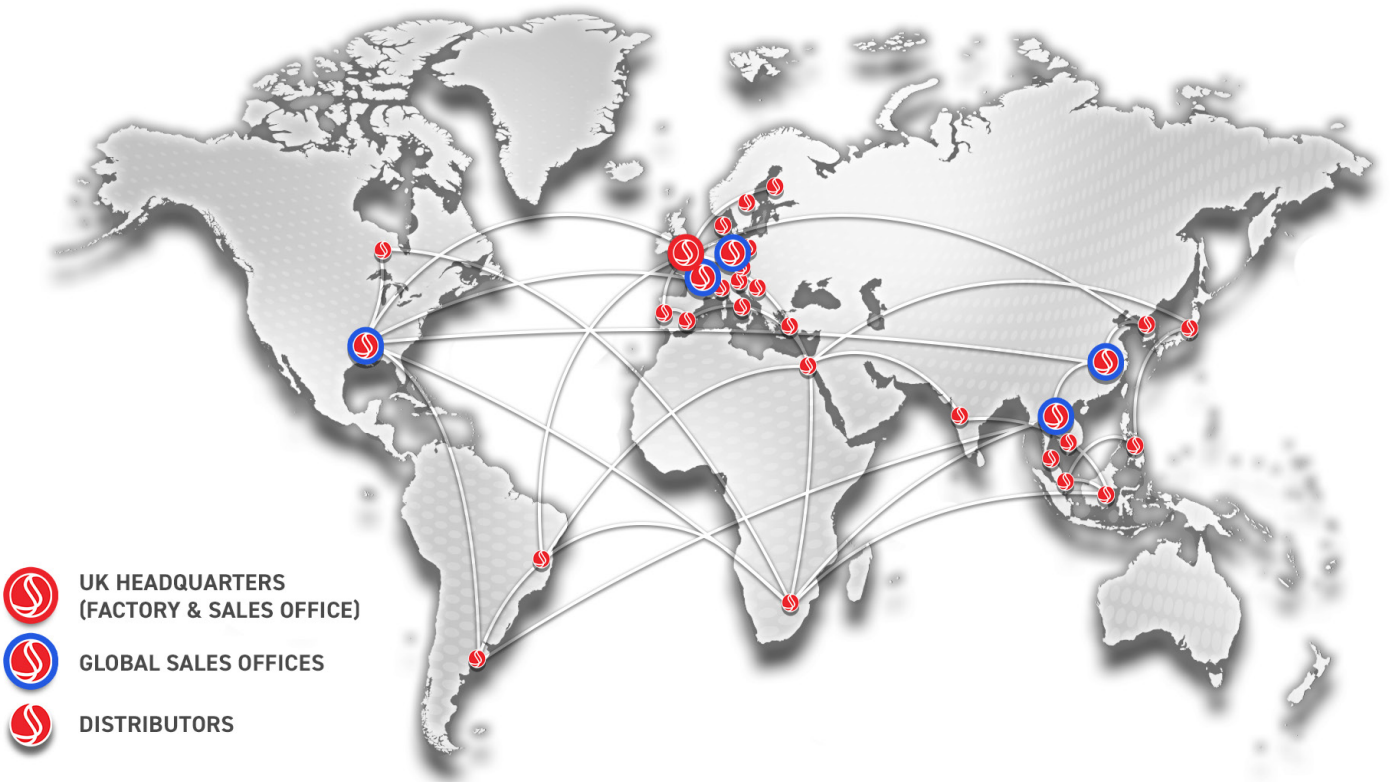 UK HEADQUARTERS
(FACTORY & SALES OFFICE)
GLOBAL SALES OFFICES
DISTRIBUTORS